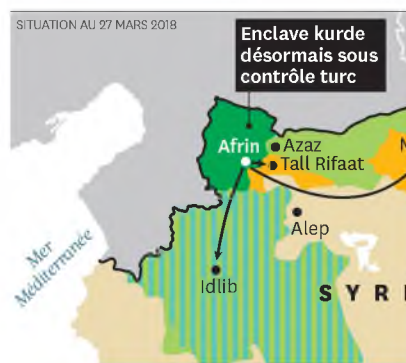 SITUATION AU 27 MARS 2018
Enclave kurde
désormais sous
contrôle turc
Afrin
Azaz
Tall Rifaat
Alep
Mer
Méditerranée
Idlib
SYR